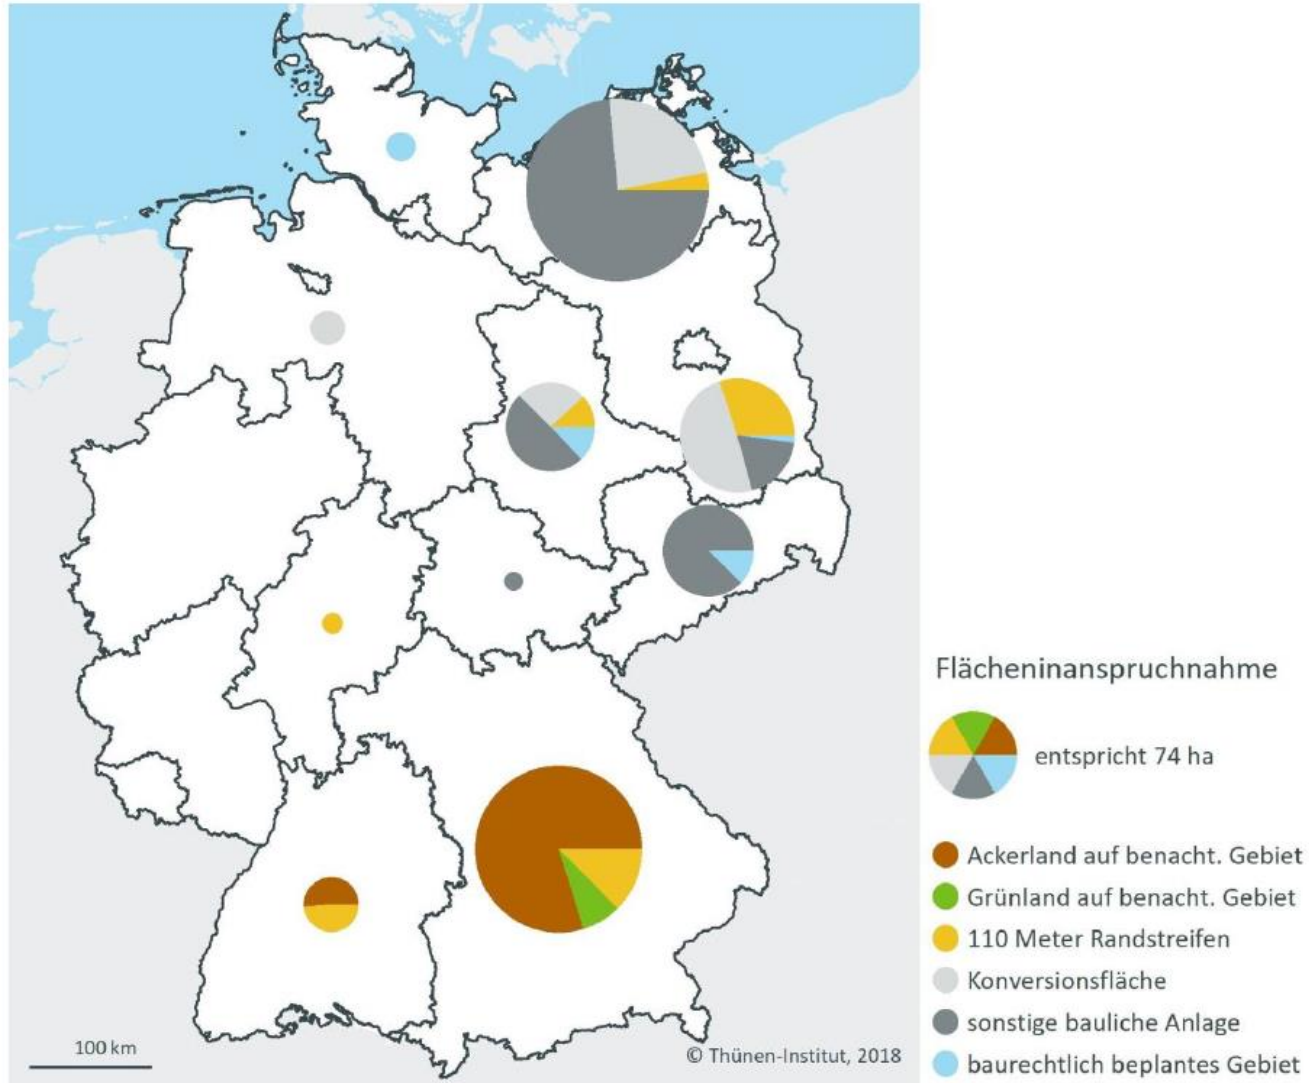 Flächeninanspruchnahme
entspricht 74 ha
Ackerland auf benacht. Gebiet
Grünland auf benacht. Gebiet
110 Meter Randstreifen
Konversionsfläche
sonstige bauliche Anlage
baurechtlich beplantes Gebiet
100 km
© Thünen-Institut, 2018